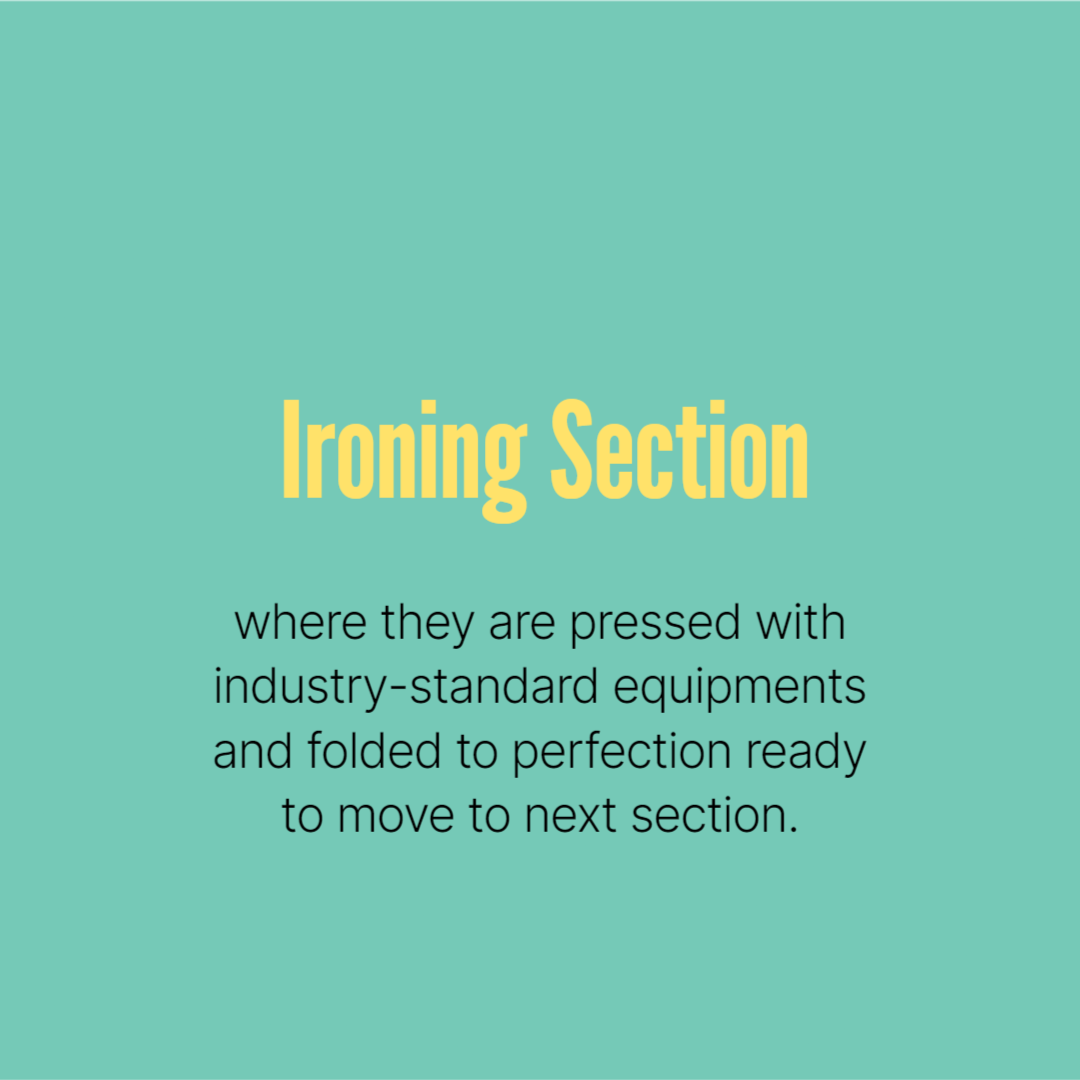 Ironing Section
where they are pressed with
industry-standard equipments
and folded to perfection ready
to move to next section.